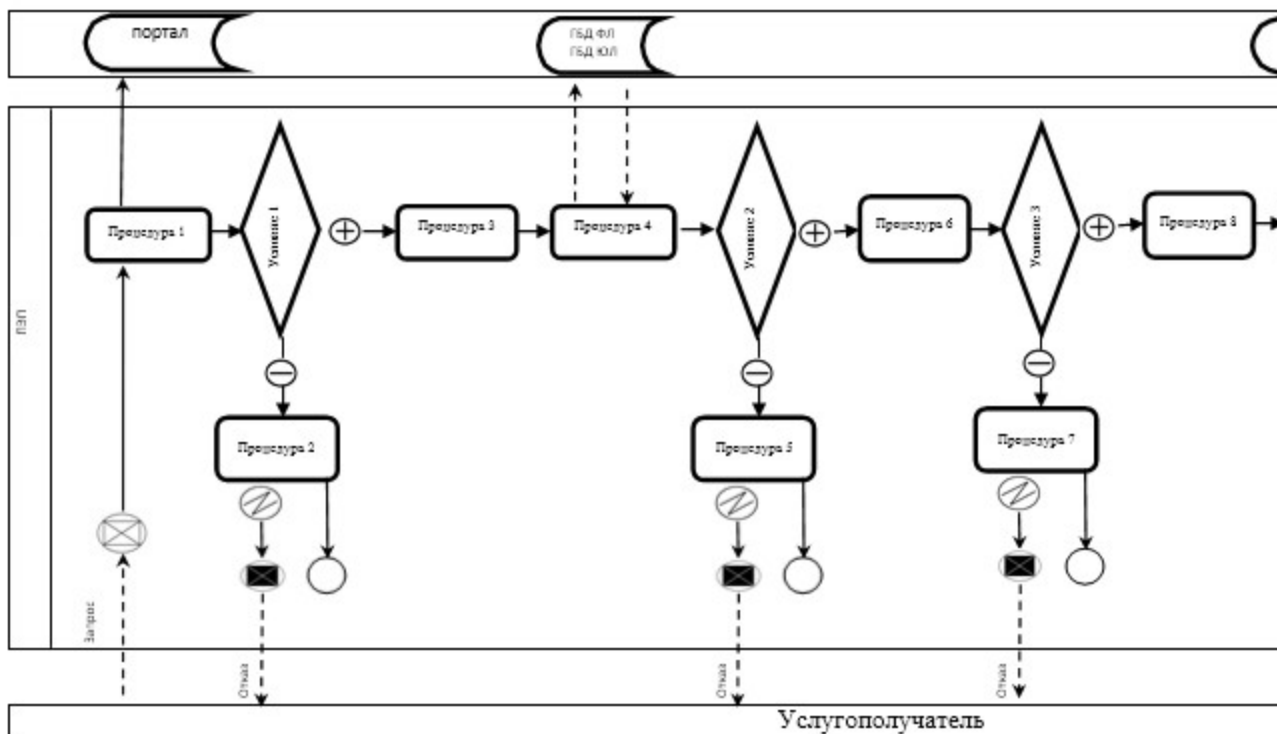 портал
ГБД ФЛ
ГБД ЮЛ
Процедура 1
Условие 1
Процедура 3
Процедура 4
Условие 2
Процедура 6
Условие 3
Процедура 8
ПЭП
Процедура 2
Процедура 5
Процедура 7
Запрос
Отказ
Отказ
Отказ
Услугополучатель